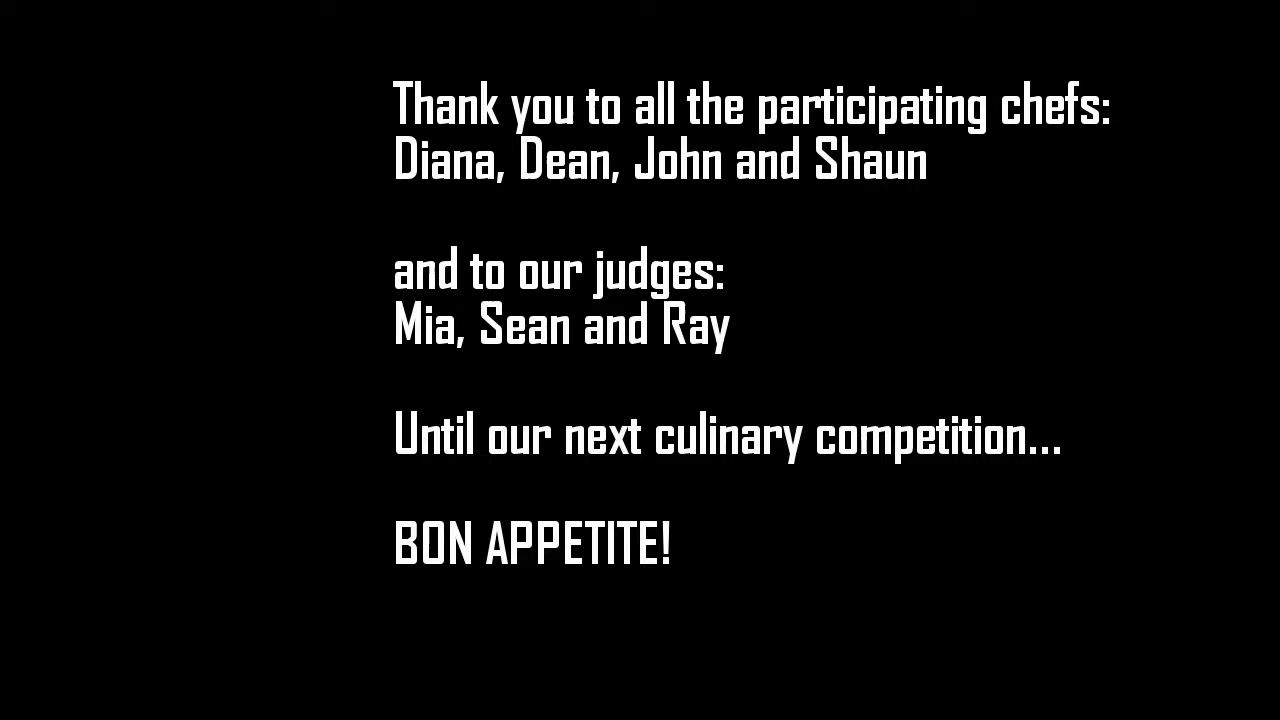 Thank you to all the participating chefs:
Diana, Dean, John and Shaun
and to our judges:
Mia, Sean and Ray
Until our next culinary competition...
BON APPETITE!